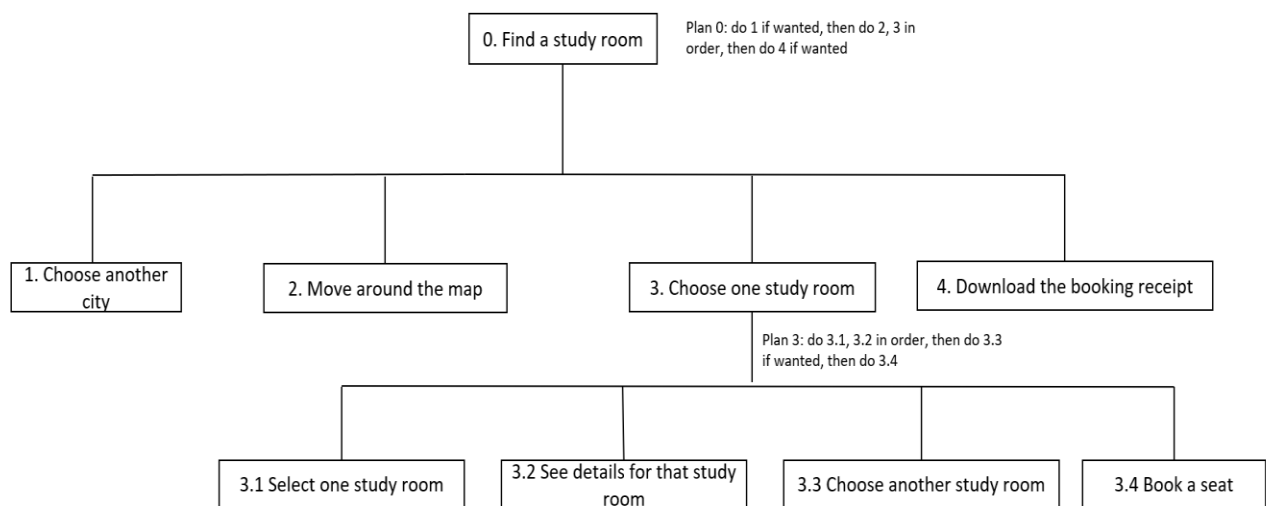 0. Find a study room
Plan 0: do 1 if wanted, then do 2, 3 in
order, then do 4 if wanted
1. Choose another
city
2. Move around the map
3. Choose one study room
4. Download the booking receipt
Plan 3: do 3.1, 3.2 in order, then do 3.3
if wanted, then do 3.4
3.1 Select one study room
3.2 See details for that study
room
3.3 Choose another study room
3.4 Book a seat